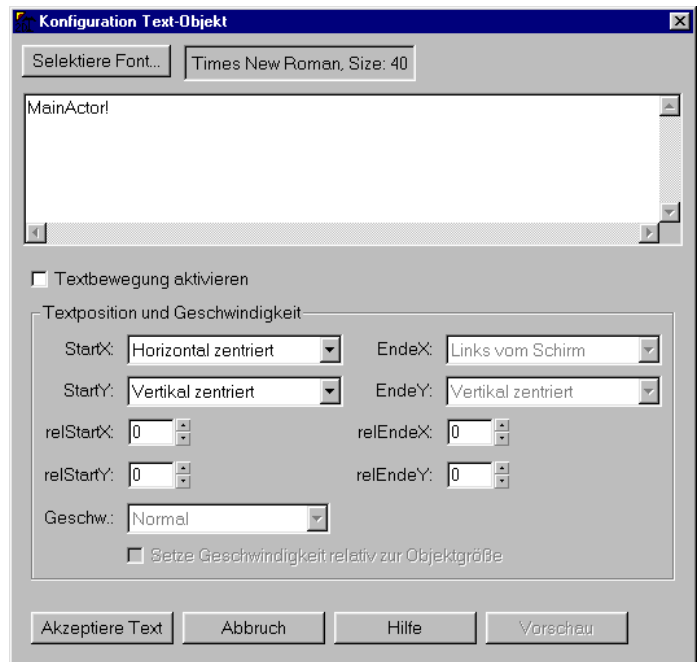 Konfiguration Text-Objekt
Selektiere Font... Times New Roman, Size: 40
MainActor!
Textbewegung aktivieren
Textposition und Geschwindigkeit
StartX: Horizontal zentriert EndeX: Links vom Schirm
StartY: Vertikal zentriert EndeY: Vertikal zentriert
relStartX: 0 relEndeX: 0
relStartY: 0 relEndeY: 0
Geschw.: Normal
Setze Geschwindigkeit relativ zur Objektgröße
Akzeptiere Text Abbruch Hilfe Vorschau